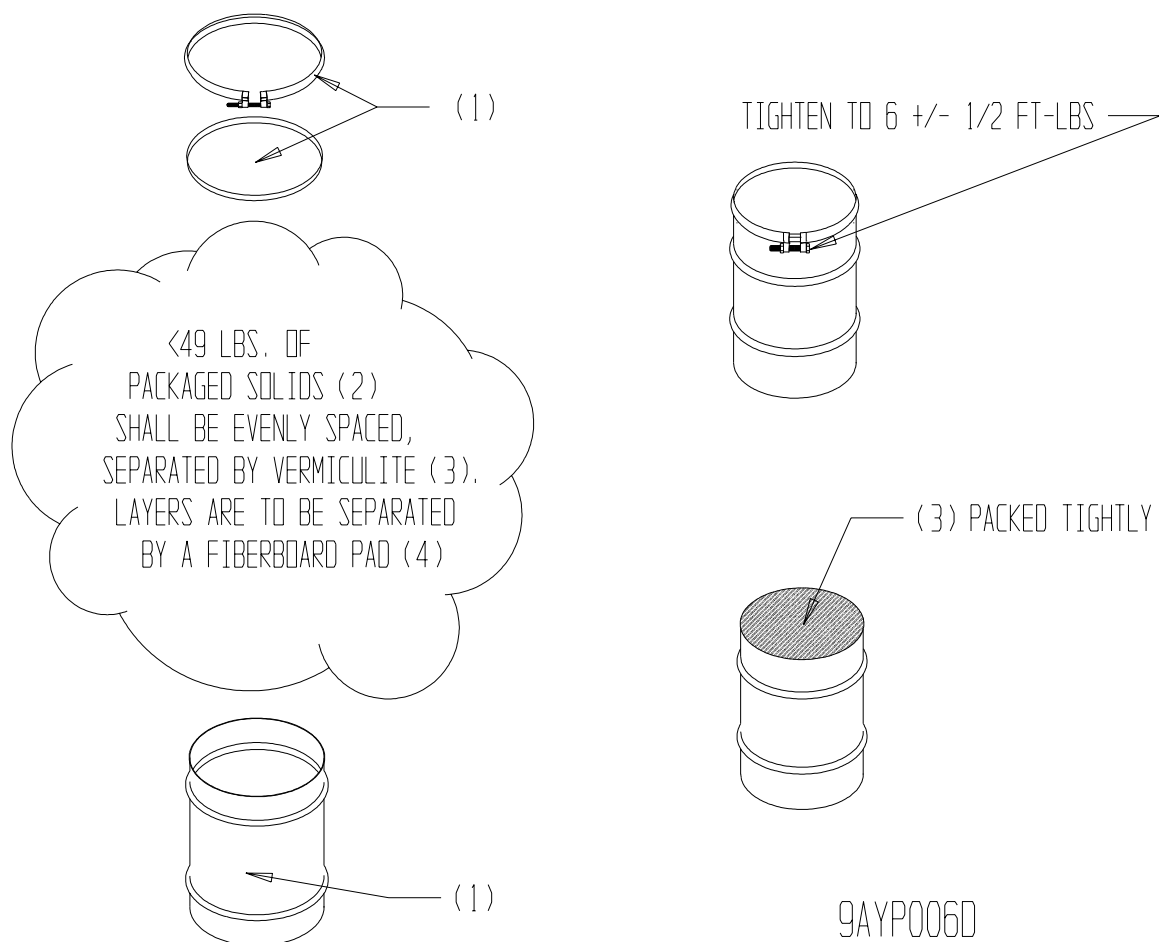 (1)
TIGHTEN TO 6 +/- 1/2 FT-LBS
<49 LBS. OF
PACKAGED SOLIDS (2)
SHALL BE EVENLY SPACED,
SEPARATED BY VERMICULITE (3).
LAYERS ARE TO BE SEPARATED
BY A FIBERBOARD PAD (4)
(3) PACKED TIGHTLY
(1)
9AYP006D